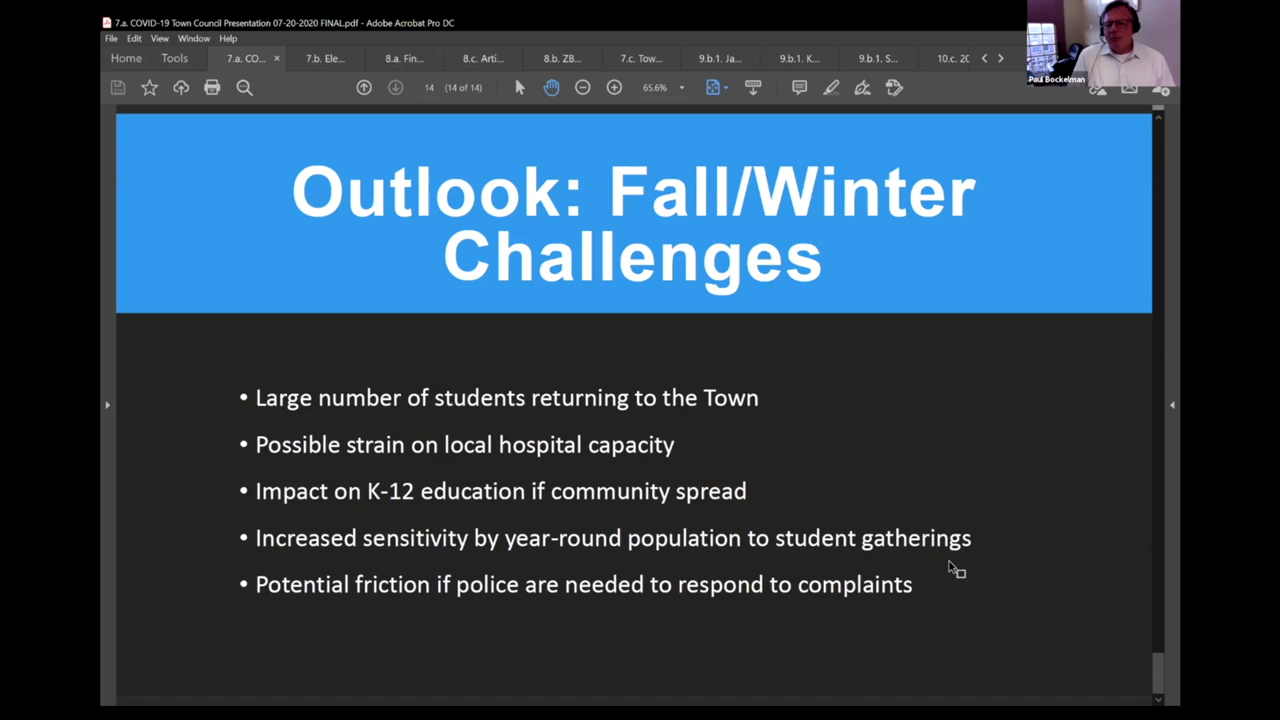 7.a. COVID-19 Town Council Presentation 07-20-2020 FINAL.pdf - Adobe Acrobat Pro DC
File Edit View Window Help
Home Tools 7.a. CO... × 7.b. Ele... 8.a. Fin... 8.c. Arti... 8.b. ZB... 7.c. Tow... 9.b.1. Ja... 9.b.1. K... 9.b.1. S... 10.c. 20
Paul Bockelman
14 (14 of 14) 65.6%
Outlook: Fall/Winter
Challenges
• Large number of students returning to the Town
• Possible strain on local hospital capacity
• Impact on K-12 education if community spread
• Increased sensitivity by year-round population to student gatherings
• Potential friction if police are needed to respond to complaints